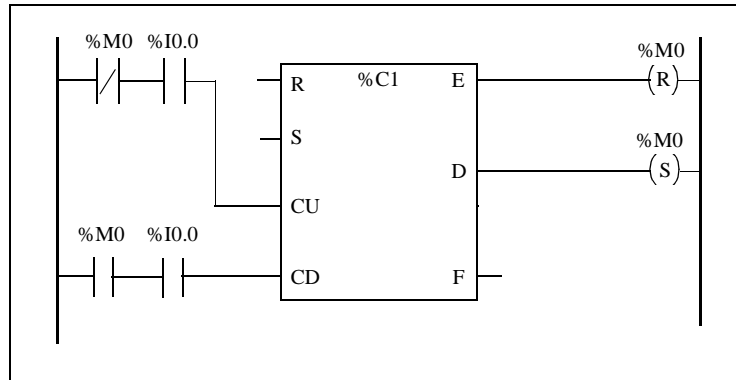 %M0 %I0.0 %M0
R %C1 E (R)
S %M0
D (S)
CU
%M0 %I0.0
CD F